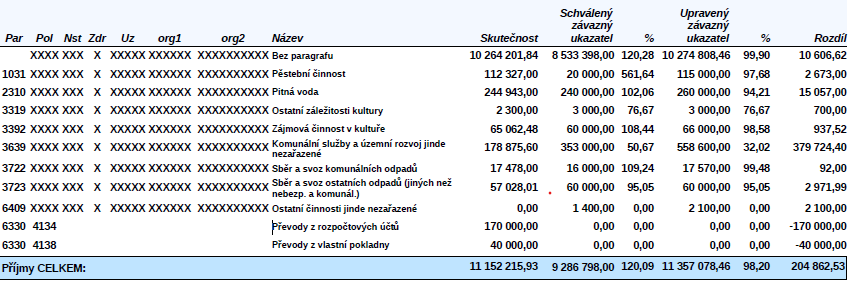 Par Pol Nst Zdr Uz org1 org2 Název Skutečnost Schválený závazný ukazatel % Upravený závazný ukazatel % Rozdíl
XXXX XXX X XXXXX XXXXXX XXXXXXXXXX Bez paragrafu 10 264 201,84 8 533 398,00 120,28 10 274 808,46 99,90 10 606,62
1031 XXXX XXX X XXXXX XXXXXX XXXXXXXXXX Pěstební činnost 112 327,00 20 000,00 561,64 115 000,00 97,68 2 673,00
2310 XXXX XXX X XXXXX XXXXXX XXXXXXXXXX Pitná voda 244 943,00 240 000,00 102,06 260 000,00 94,21 15 057,00
3319 XXXX XXX X XXXXX XXXXXX XXXXXXXXXX Ostatní záležitosti kultury 2 300,00 3 000,00 76,67 3 000,00 76,67 700,00
3392 XXXX XXX X XXXXX XXXXXX XXXXXXXXXX Zájmová činnost v kultuře 65 062,48 60 000,00 108,44 66 000,00 98,58 937,52
3639 XXXX XXX X XXXXX XXXXXX XXXXXXXXXX Komunální služby a územní rozvoj jinde nezařazené 178 875,60 353 000,00 50,67 558 600,00 32,02 379 724,40
3722 XXXX XXX X XXXXX XXXXXX XXXXXXXXXX Sběr a svoz komunálních odpadů 17 478,00 16 000,00 109,24 17 570,00 99,48 92,00
3723 XXXX XXX X XXXXX XXXXXX XXXXXXXXXX Sběr a svoz ostatních odpadů (jiných než nebezp. a komunál.) 57 028,01 60 000,00 95,05 60 000,00 95,05 2 971,99
6409 XXXX XXX X XXXXX XXXXXX XXXXXXXXXX Ostatní činnosti jinde nezařazené 0,00 1 400,00 0,00 2 100,00 0,00 2 100,00
6330 4134 Převody z rozpočtových účtů 170 000,00 0,00 0,00 0,00 0,00 -170 000,00
6330 4138 Převody z vlastní pokladny 40 000,00 0,00 0,00 0,00 0,00 -40 000,00
Příjmy CELKEM: 11 152 215,93 9 286 798,00 120,09 11 357 078,46 98,20 204 862,53